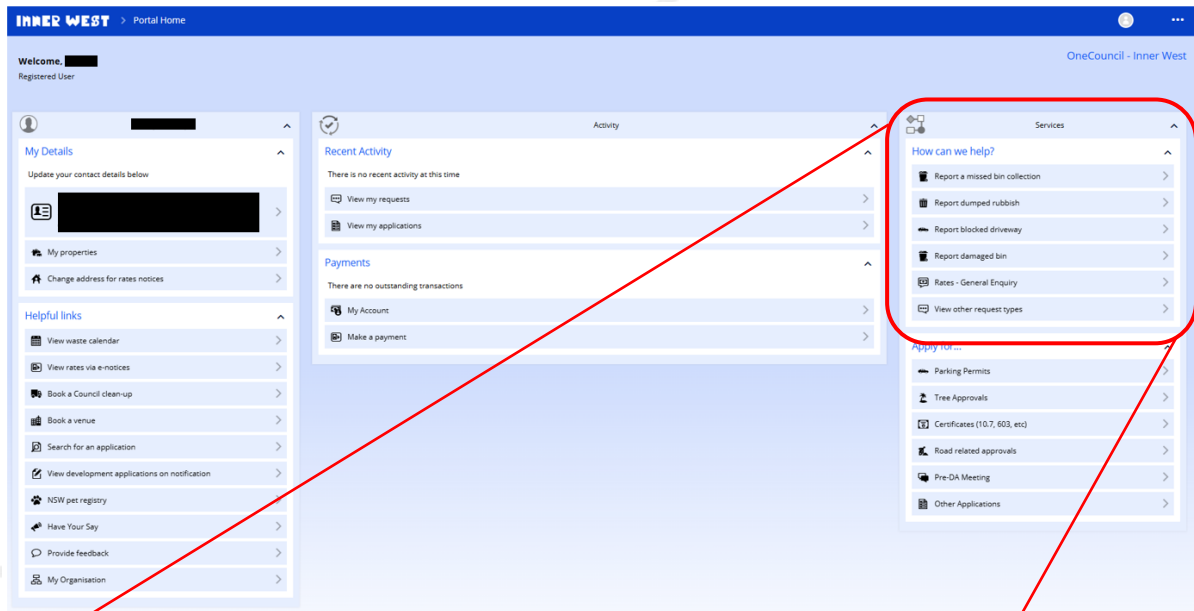 INNER WEST > Portal Home
Welcome,
Registered User
OneCouncil - Inner West
My Details
Update your contact details below
My properties
Change address for rates notices
Helpful links
View waste calendar
View rates via e-notices
Book a Council clean-up
Book a venue
Search for an application
View development applications on notification
NSW pet registry
Have Your Say
Provide feedback
My Organisation
Activity
Recent Activity
There is no recent activity at this time
View my requests
View my applications
Payments
There are no outstanding transactions
My Account
Make a payment
Services
How can we help?
Report a missed bin collection
Report dumped rubbish
Report blocked driveway
Report damaged bin
Rates - General Enquiry
View other request types
Apply for...
Parking Permits
Tree Approvals
Certificates (10.7, 603, etc)
Road related approvals
Pre-DA Meeting
Other Applications